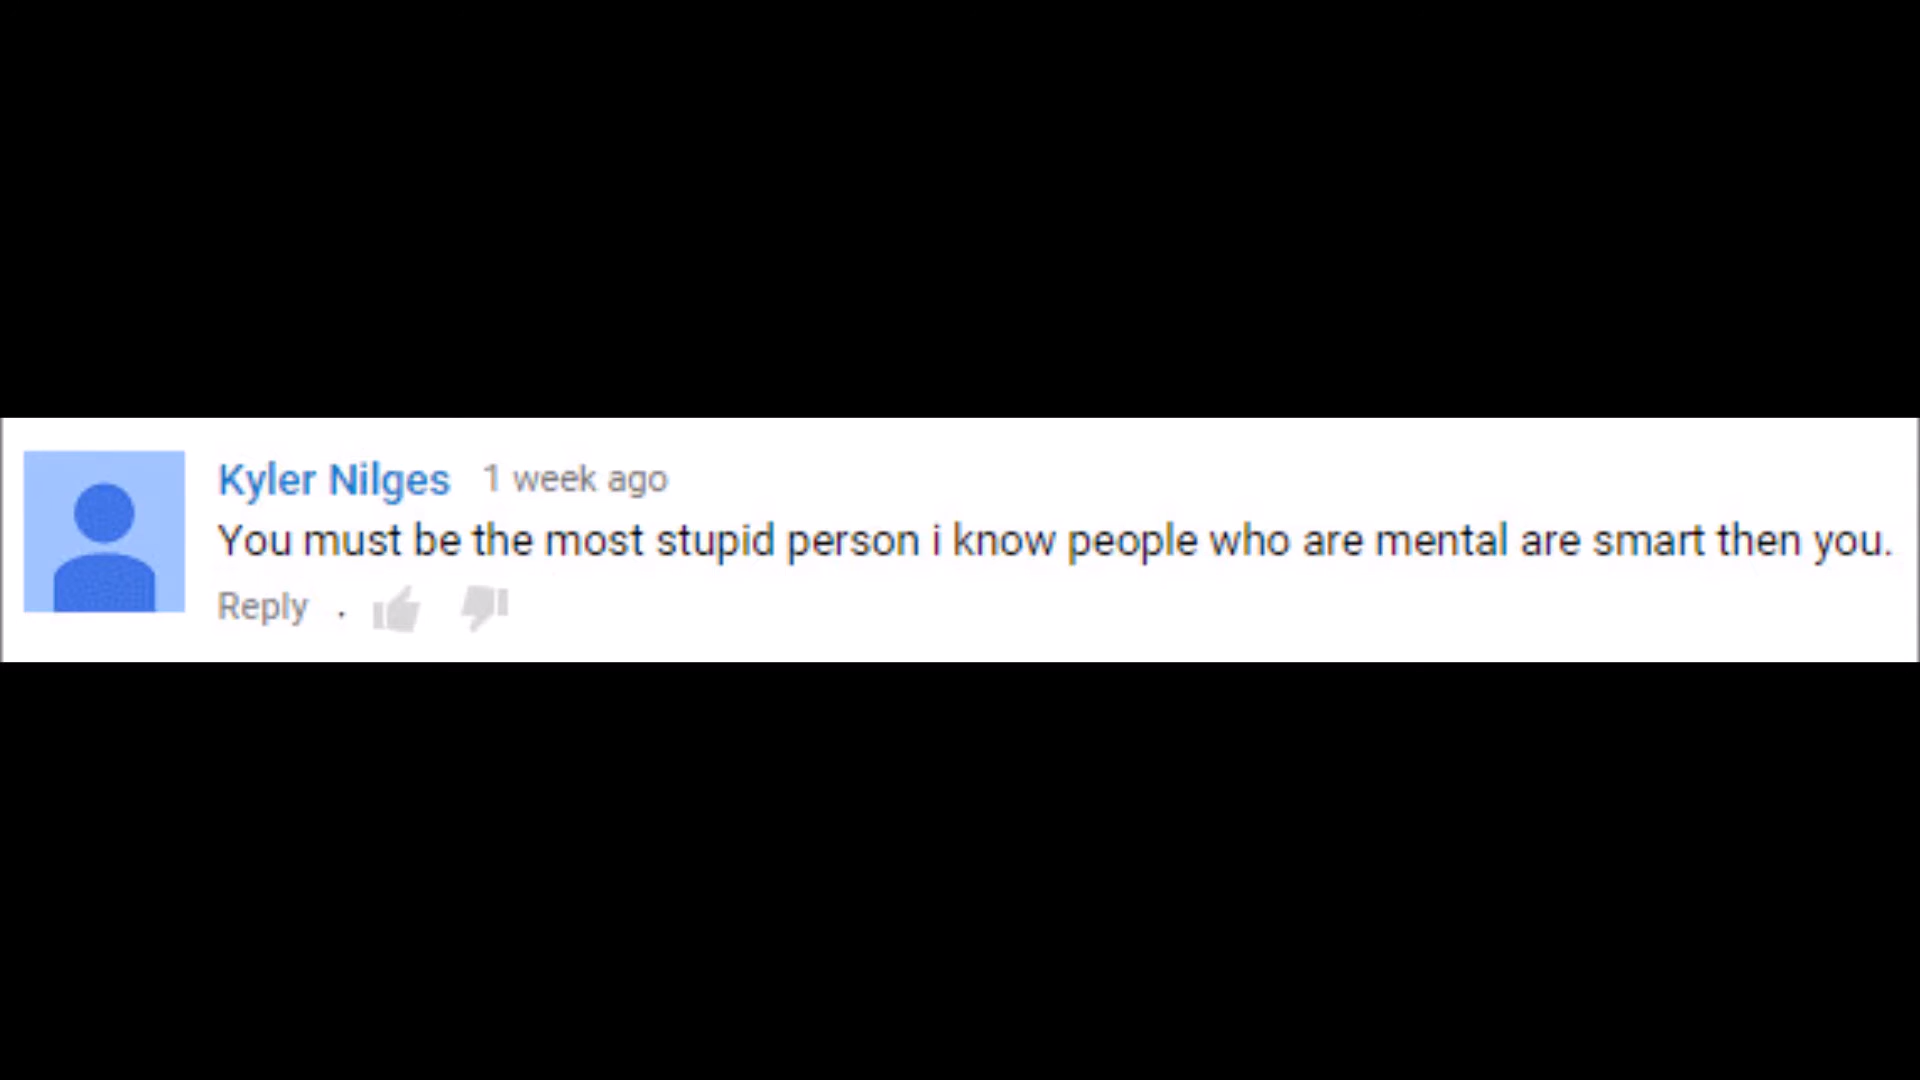 Kyler Nilges 1 week ago
You must be the most stupid person i know people who are mental are smart then you.
Reply .